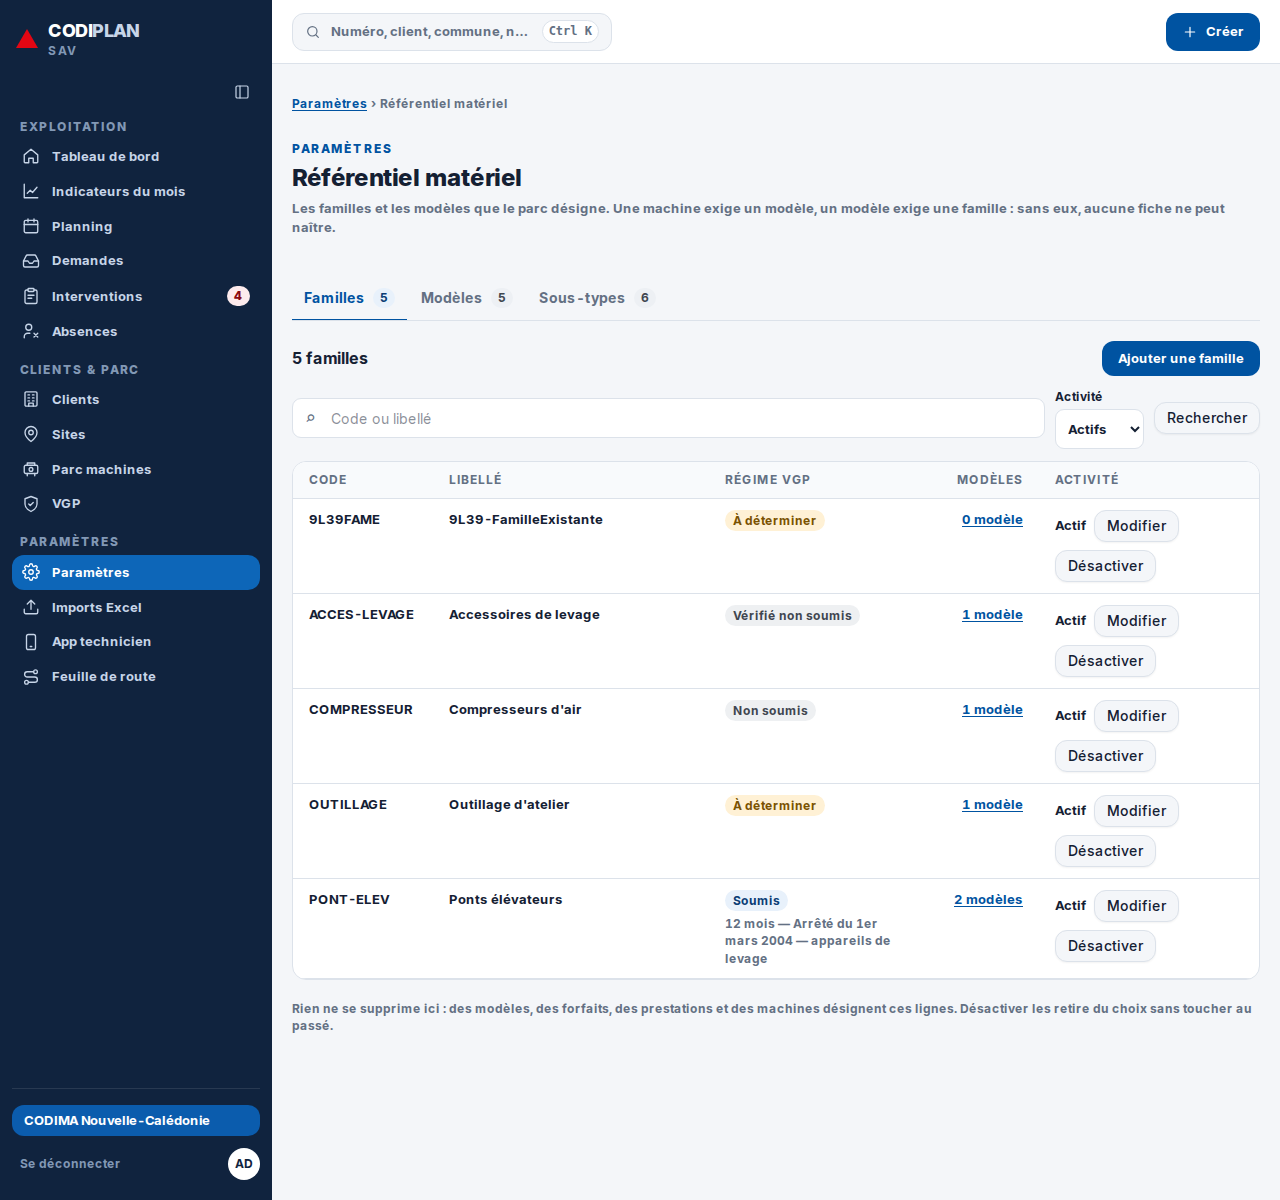 CODIPLAN
SAV
EXPLOITATION
Tableau de bord
Indicateurs du mois
Planning
Demandes
Interventions 4
Absences
CLIENTS & PARC
Clients
Sites
Parc machines
VGP
PARAMÈTRES
Paramètres
Imports Excel
App technicien
Feuille de route
CODIMA Nouvelle-Calédonie
Se déconnecter AD
Numéro, client, commune, n... Ctrl K
Créer
Paramètres › Référentiel matériel
PARAMÈTRES
Référentiel matériel
Les familles et les modèles que le parc désigne. Une machine exige un modèle, un modèle exige une famille : sans eux, aucune fiche ne peut
naître.
Familles 5 Modèles 5 Sous-types 6
5 familles
Ajouter une famille
Code ou libellé
Activité
Actifs
Rechercher
CODE LIBELLÉ RÉGIME VGP MODÈLES ACTIVITÉ
9L39FAME 9L39-FamilleExistante À déterminer 0 modèle Actif Modifier
Désactiver
ACCES-LEVAGE Accessoires de levage Vérifié non soumis 1 modèle Actif Modifier
Désactiver
COMPRESSEUR Compresseurs d'air Non soumis 1 modèle Actif Modifier
Désactiver
OUTILLAGE Outillage d'atelier À déterminer 1 modèle Actif Modifier
Désactiver
PONT-ELEV Ponts élévateurs Soumis 2 modèles Actif Modifier
12 mois — Arrêté du 1er
mars 2004 — appareils de
levage
Désactiver
Rien ne se supprime ici : des modèles, des forfaits, des prestations et des machines désignent ces lignes. Désactiver les retire du choix sans toucher au
passé.